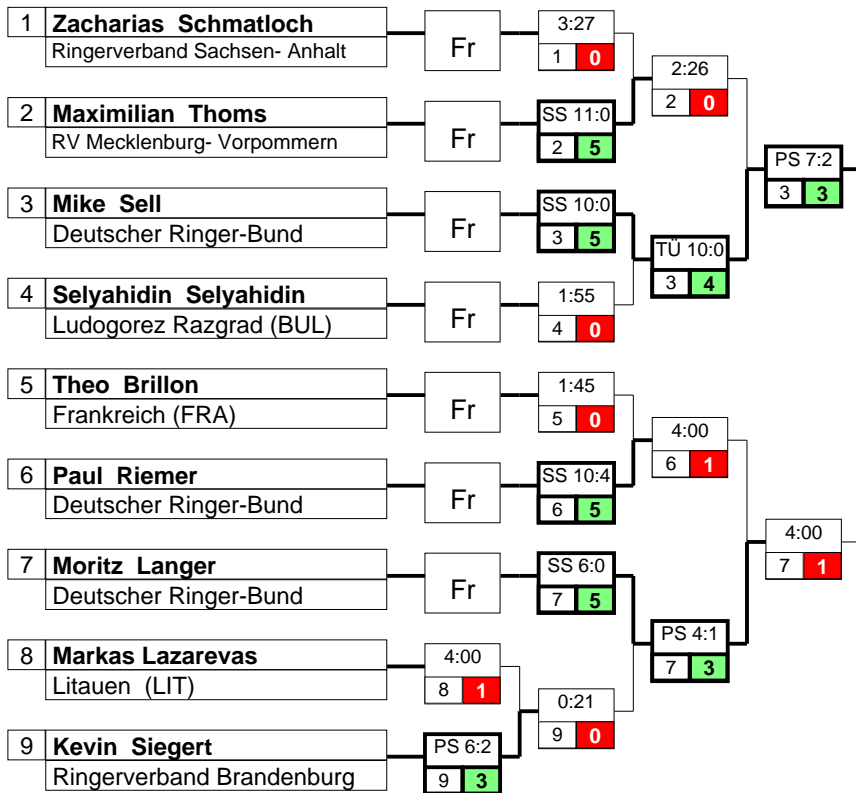 1 Zacharias Schmatloch
Ringerverband Sachsen- Anhalt
Fr
3:27
1 0
2:26
2 0
2 Maximilian Thoms
RV Mecklenburg- Vorpommern
Fr
SS 11:0
2 5
PS 7:2
3 3
3 Mike Sell
Deutscher Ringer-Bund
Fr
SS 10:0
3 5
TÜ 10:0
3 4
4 Selyahidin Selyahidin
Ludogorez Razgrad (BUL)
Fr
1:55
4 0
5 Theo Brillon
Frankreich (FRA)
Fr
1:45
5 0
4:00
6 1
6 Paul Riemer
Deutscher Ringer-Bund
Fr
SS 10:4
6 5
4:00
7 1
7 Moritz Langer
Deutscher Ringer-Bund
Fr
SS 6:0
7 5
PS 4:1
7 3
8 Markas Lazarevas
Litauen (LIT)
4:00
8 1
0:21
9 0
9 Kevin Siegert
Ringerverband Brandenburg
PS 6:2
9 3